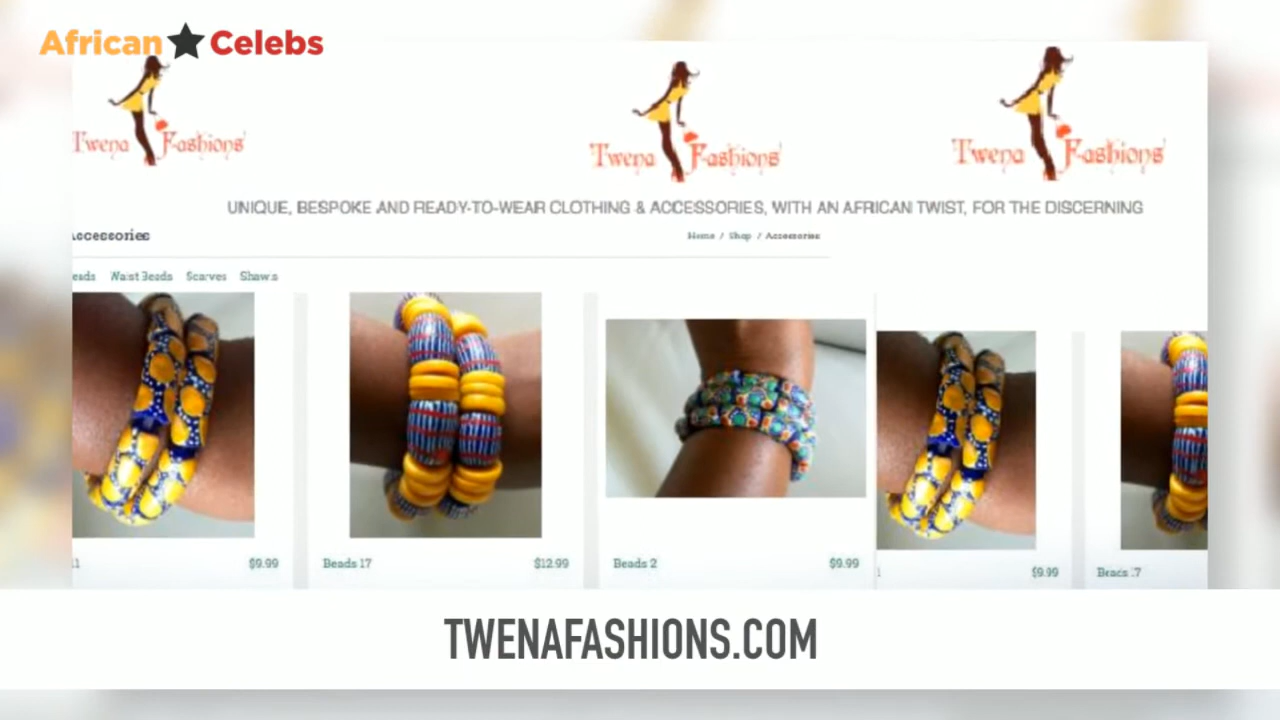 African Celebs
Twena Fashions'
Twena Fashions'
Twena Fashions'
UNIQUE, BESPOKE AND READY-TO-WEAR CLOTHING & ACCESSORIES, WITH AN AFRICAN TWIST, FOR THE DISCERNING
Accessories
Home / Shop / Accessories
Waist Beads Scarves Shawls
$9.99
Beads 17 $12.99
Beads 2 $9.99
$9.99
TWENAFASHIONS.COM